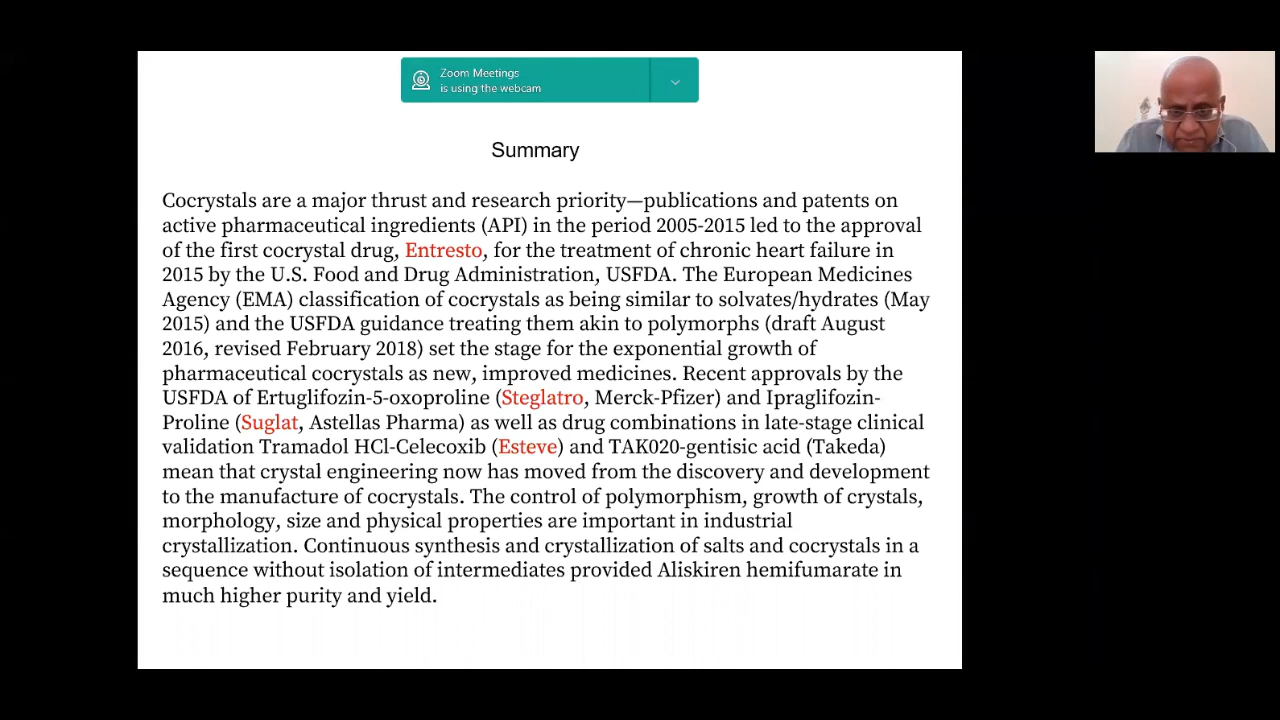 Zoom Meetings
is using the webcam
Summary
Cocrystals are a major thrust and research priority—publications and patents on
active pharmaceutical ingredients (API) in the period 2005-2015 led to the approval
of the first cocrystal drug, Entresto, for the treatment of chronic heart failure in
2015 by the U.S. Food and Drug Administration, USFDA. The European Medicines
Agency (EMA) classification of cocrystals as being similar to solvates/hydrates (May
2015) and the USFDA guidance treating them akin to polymorphs (draft August
2016, revised February 2018) set the stage for the exponential growth of
pharmaceutical cocrystals as new, improved medicines. Recent approvals by the
USFDA of Ertuglifozin-5-oxoproline (Steglatro, Merck-Pfizer) and Ipraglifozin-
Proline (Suglat, Astellas Pharma) as well as drug combinations in late-stage clinical
validation Tramadol HCl-Celecoxib (Esteve) and TAK020-gentisic acid (Takeda)
mean that crystal engineering now has moved from the discovery and development
to the manufacture of cocrystals. The control of polymorphism, growth of crystals,
morphology, size and physical properties are important in industrial
crystallization. Continuous synthesis and crystallization of salts and cocrystals in a
sequence without isolation of intermediates provided Aliskiren hemifumarate in
much higher purity and yield.